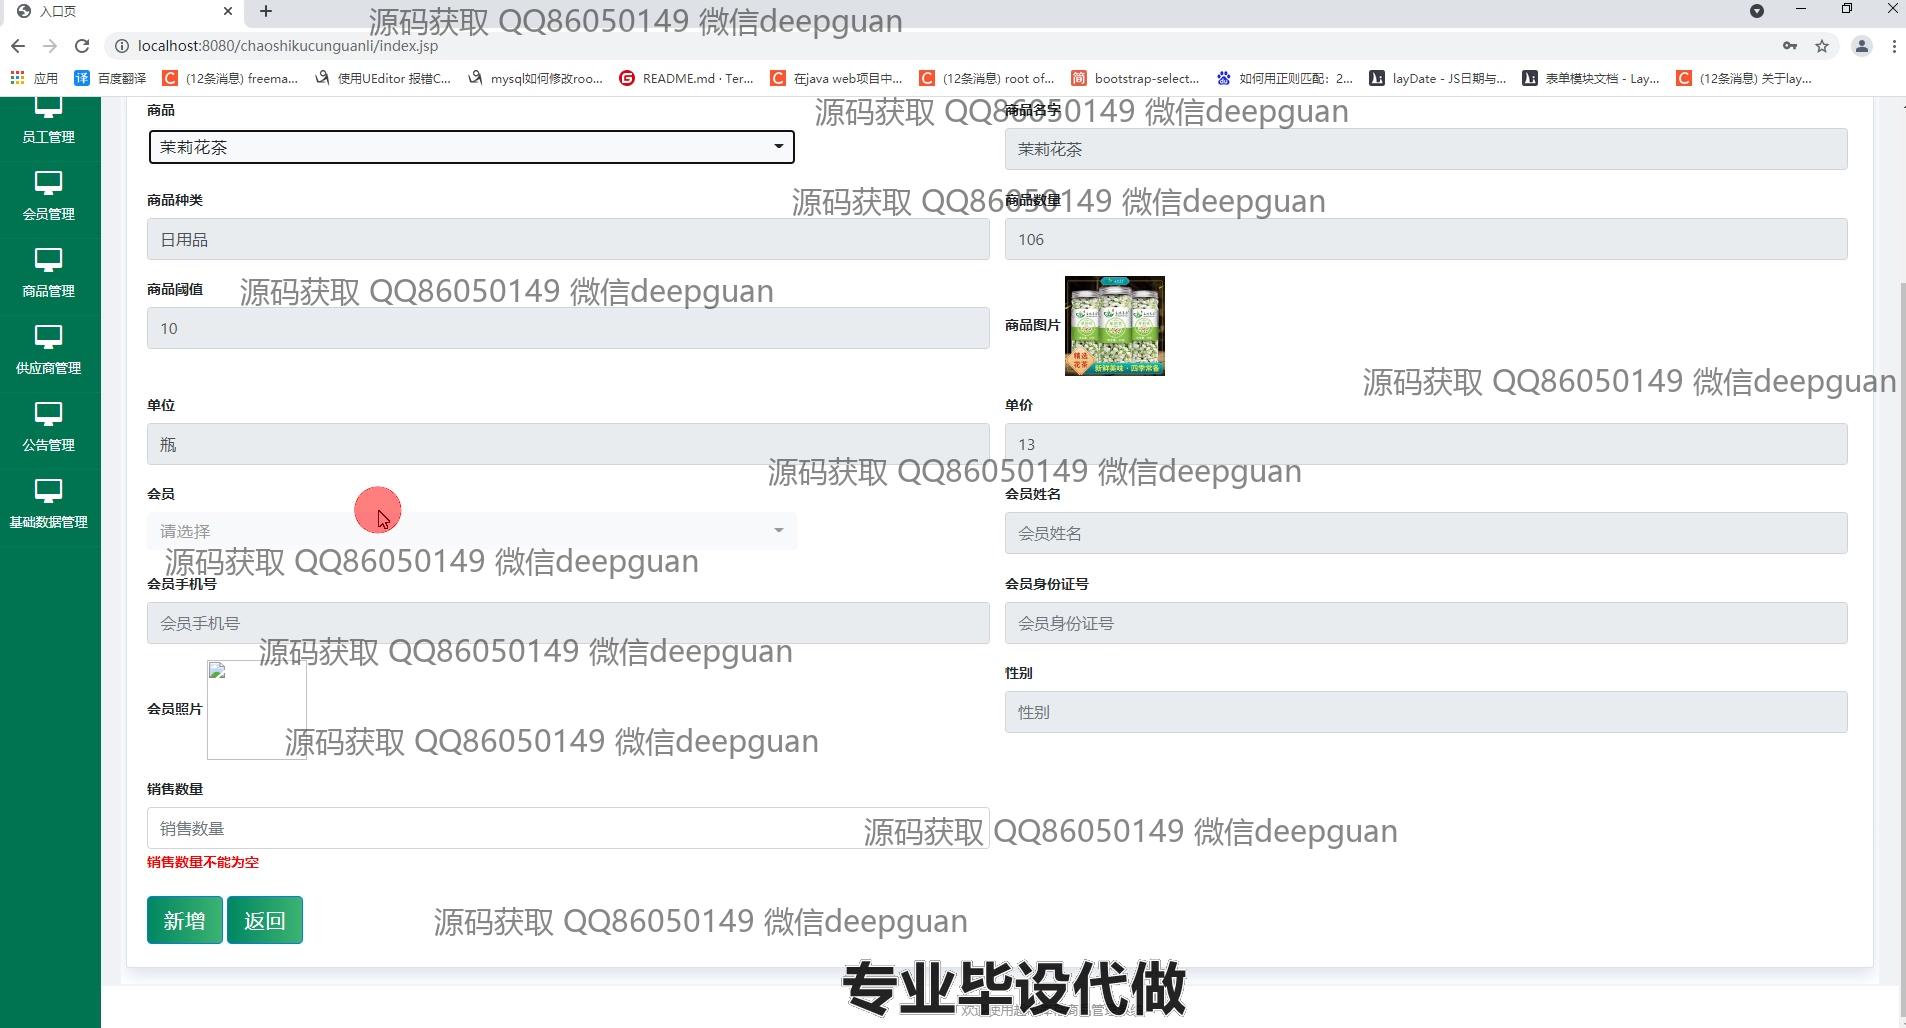 入口页
源码获取 QQ86050149 微信deepguan
localhost:8080/chaoshikucunguanli/index.jsp
应用
译 百度翻译
C (12条消息) freema...
使用UEditor 报错C...
mysql如何修改roo...
G README.md · Ter...
C 在java web项目中...
C (12条消息) root of...
简 bootstrap-select...
如何用正则匹配：2...
layDate - JS日期与...
表单模块文档 - Lay...
C (12条消息) 关于lay...
员工管理
会员管理
商品管理
供应商管理
公告管理
基础数据管理
商品
源码获取 QQ86050149 微信deepguan
商品名字
茉莉花茶
茉莉花茶
商品种类
源码获取 QQ86050149 微信deepguan
商品数量
日用品
106
商品阈值
源码获取 QQ86050149 微信deepguan
10
商品图片
精选
花茶
新鲜美味·四季常备
源码获取 QQ86050149 微信deepguan
单位
单价
瓶
13
源码获取 QQ86050149 微信deepguan
会员
会员姓名
请选择
会员姓名
源码获取 QQ86050149 微信deepguan
会员手机号
会员身份证号
会员手机号
会员身份证号
源码获取 QQ86050149 微信deepguan
性别
会员照片
性别
源码获取 QQ86050149 微信deepguan
销售数量
销售数量
源码获取 QQ86050149 微信deepguan
销售数量不能为空
新增
返回
源码获取 QQ86050149 微信deepguan
专业毕设代做